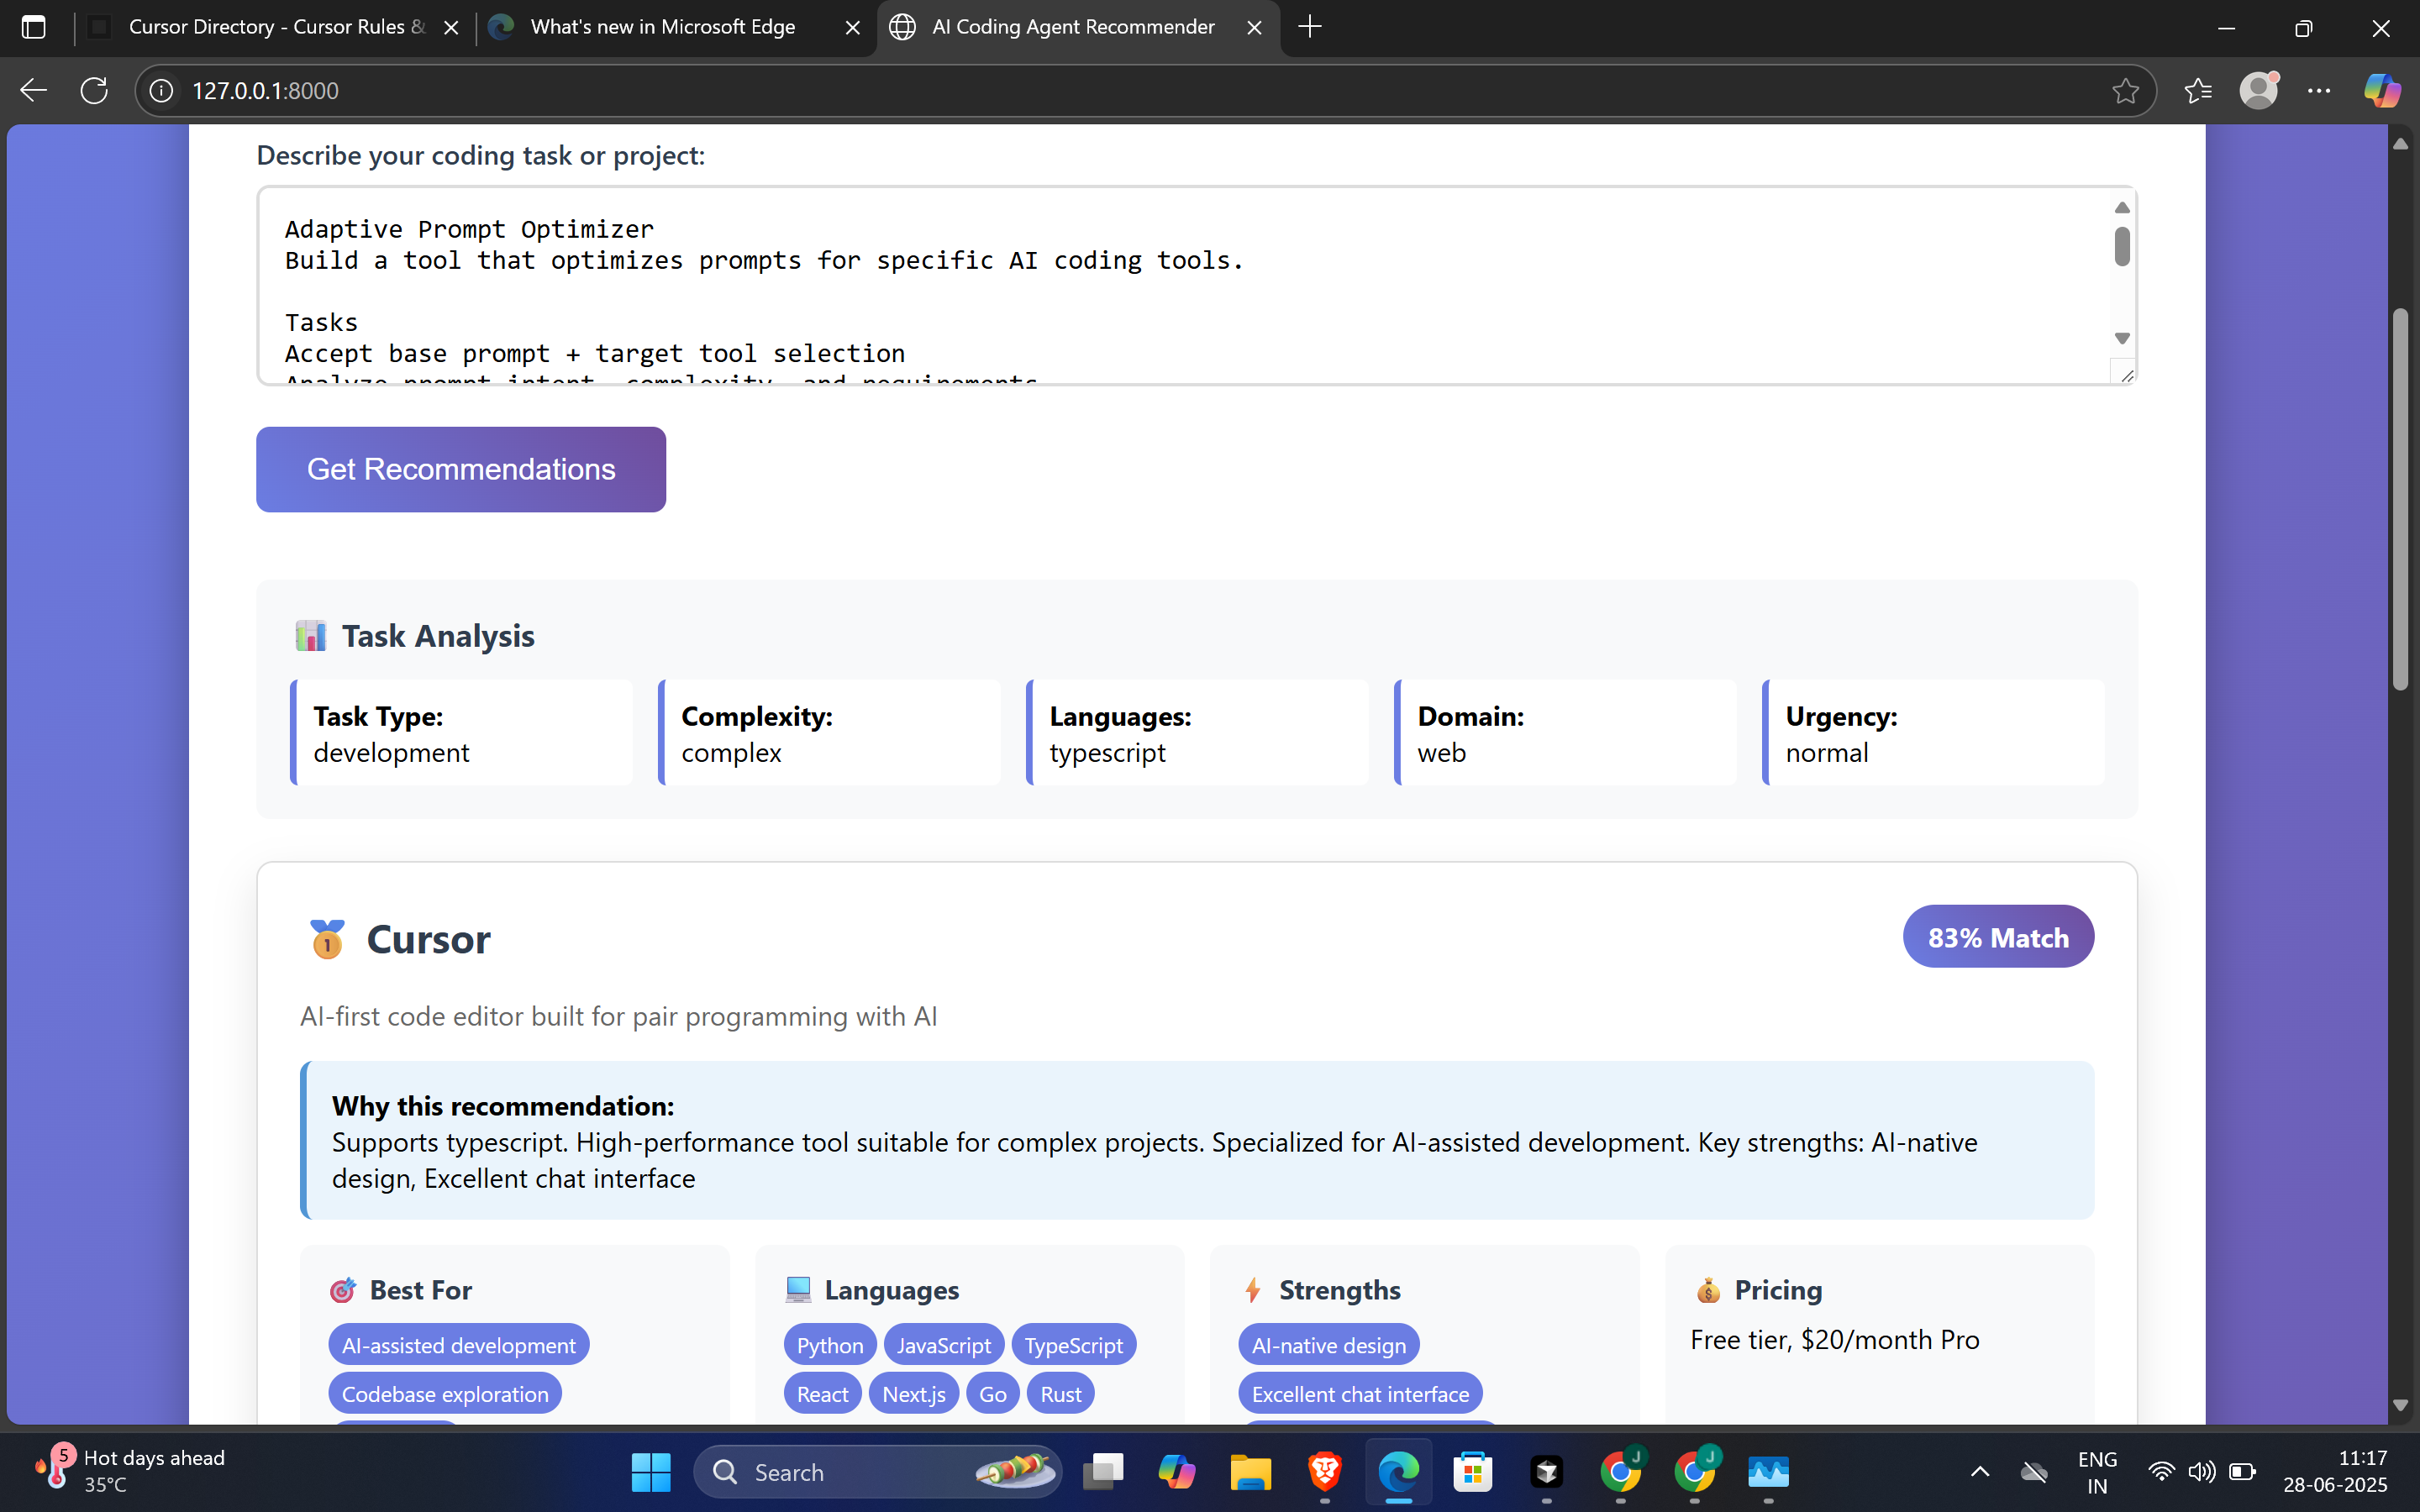 Cursor Directory - Cursor Rules &
What's new in Microsoft Edge
AI Coding Agent Recommender
127.0.0.1:8000
Describe your coding task or project:
Adaptive Prompt Optimizer
Build a tool that optimizes prompts for specific AI coding tools.
Tasks
Accept base prompt + target tool selection
Analyze prompt intent, complexity, and requirements
Get Recommendations
Task Analysis
Task Type:
development
Complexity:
complex
Languages:
typescript
Domain:
web
Urgency:
normal
1
Cursor
83% Match
AI-first code editor built for pair programming with AI
Why this recommendation:
Supports typescript. High-performance tool suitable for complex projects. Specialized for AI-assisted development. Key strengths: AI-native
design, Excellent chat interface
Best For
AI-assisted development
Codebase exploration
Languages
Python JavaScript TypeScript
React Next.js Go Rust
Strengths
AI-native design
Excellent chat interface
Pricing
Free tier, $20/month Pro
5
Hot days ahead
35°C
Search
J
J
ENG
IN
11:17
28-06-2025